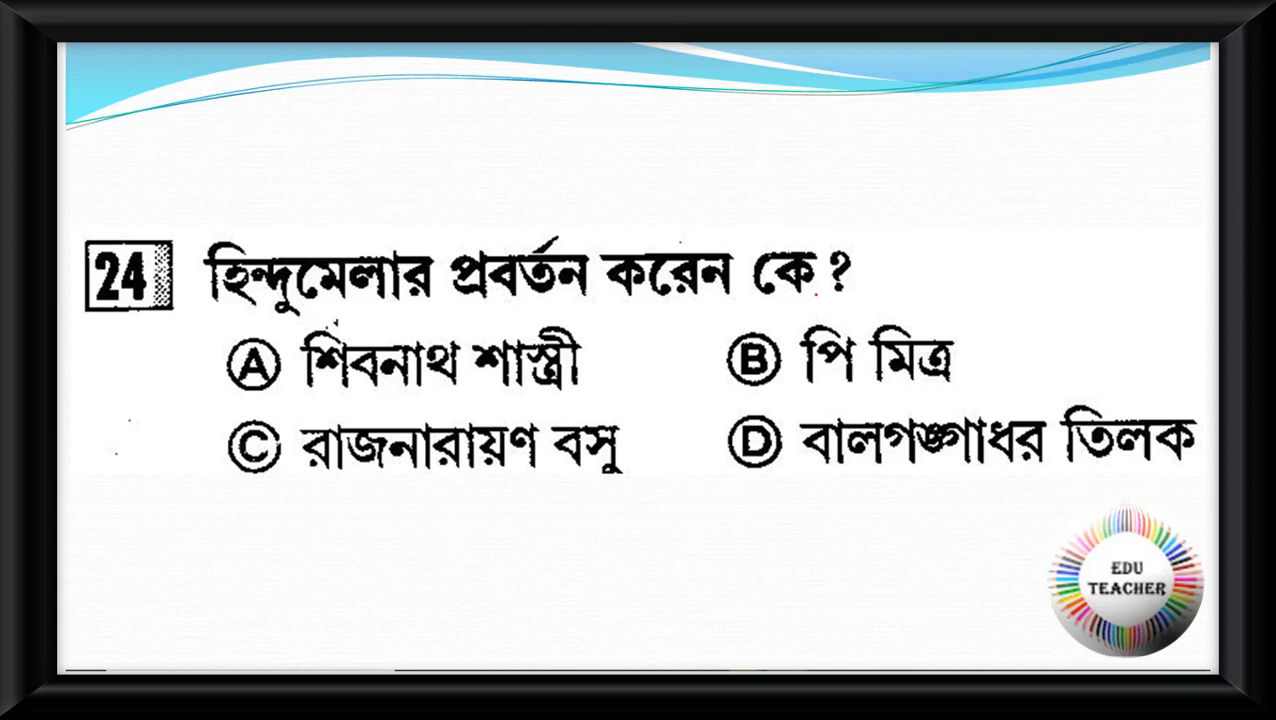 24 হিন্দুমেলার প্রবর্তন করেন কে ?
Ⓐ শিবনাথ শাস্ত্রী Ⓑ পি মিত্র
Ⓒ রাজনারায়ণ বসু Ⓓ বালগঙ্গাধর তিলক
EDU
TEACHER